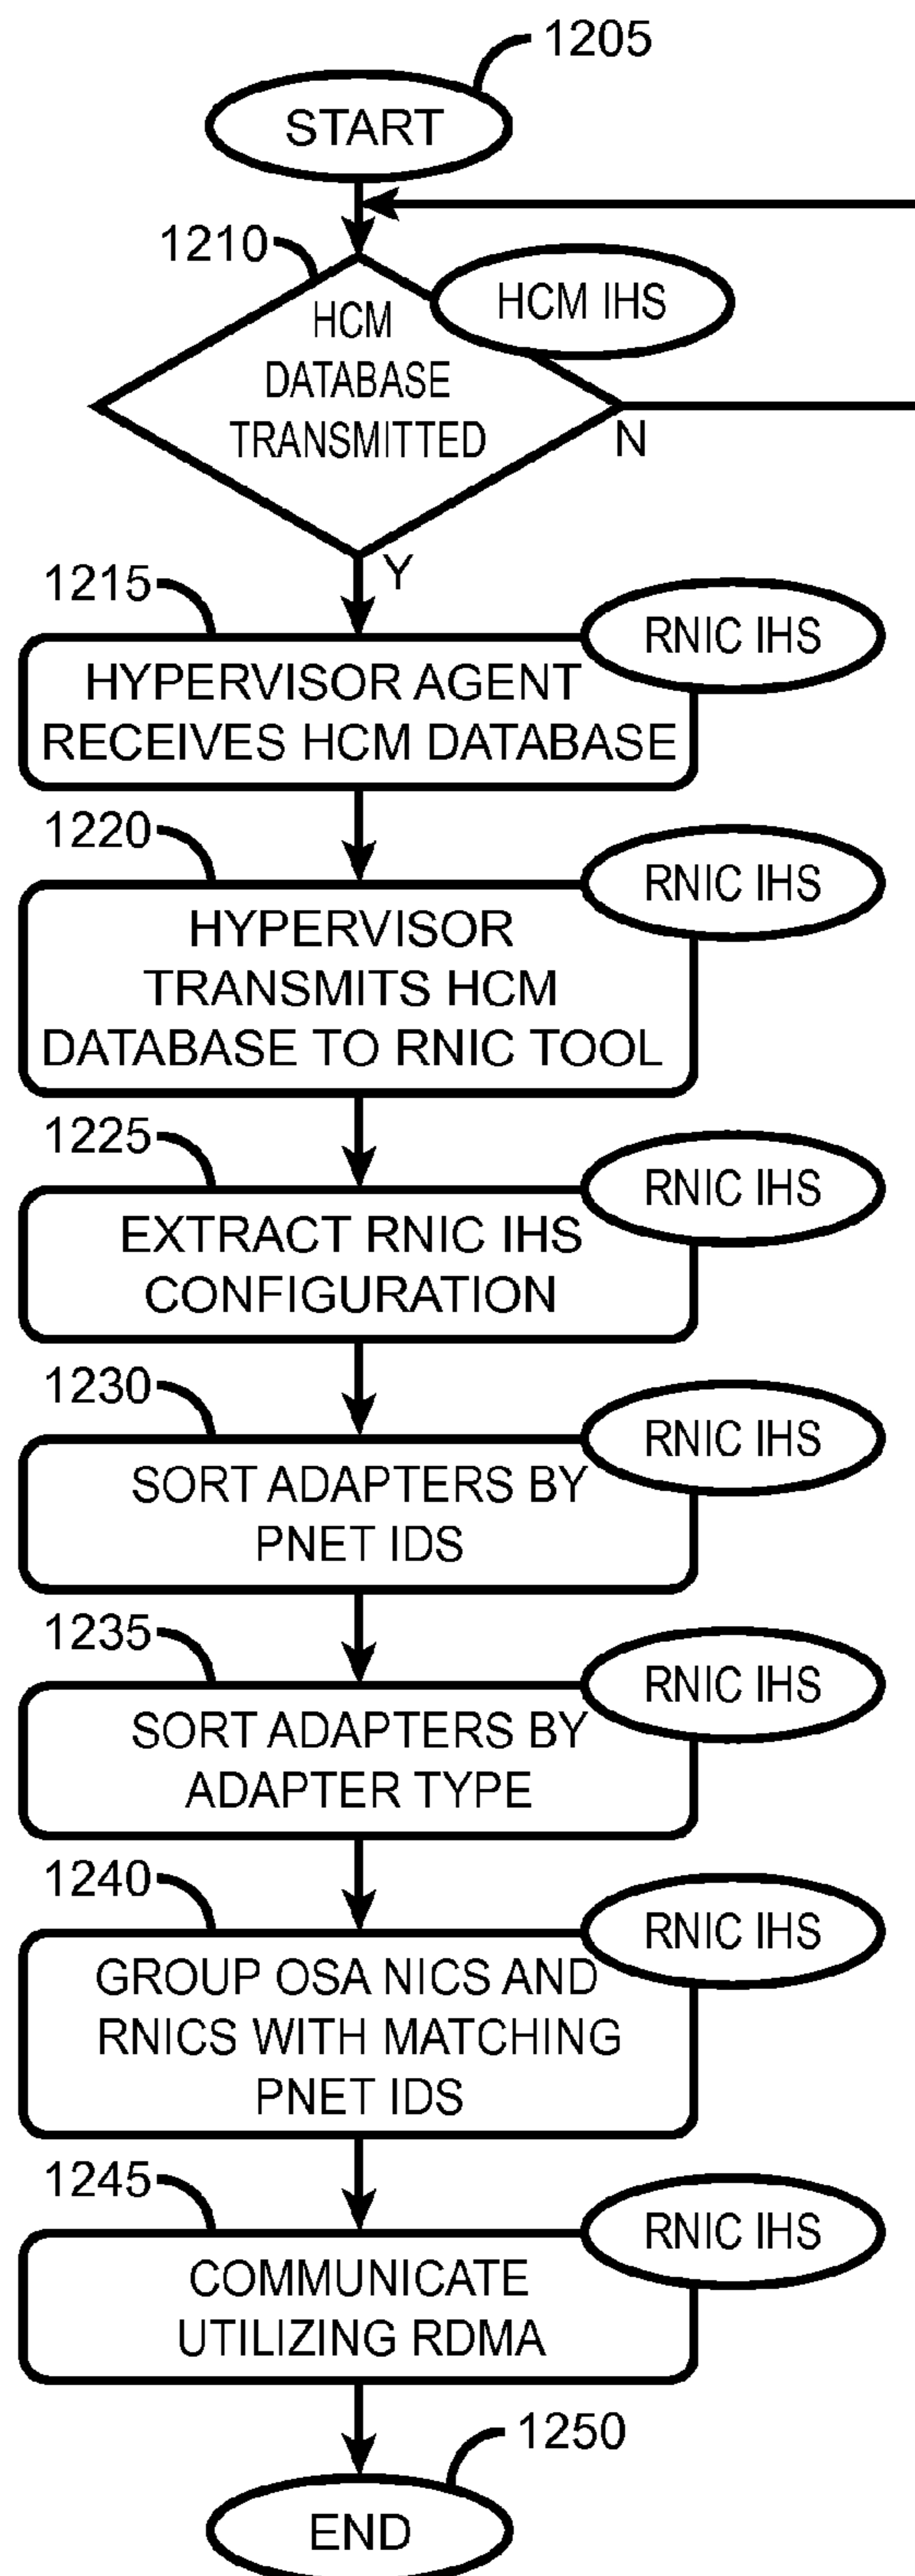 1205
START
1210
HCM IHS
HCM
DATABASE
TRANSMITTED
N
Y
1215
RNIC IHS
HYPERVISOR AGENT
RECEIVES HCM DATABASE
1220
RNIC IHS
HYPERVISOR
TRANSMITS HCM
DATABASE TO RNIC TOOL
1225
RNIC IHS
EXTRACT RNIC IHS
CONFIGURATION
1230
RNIC IHS
SORT ADAPTERS BY
PNET IDS
1235
RNIC IHS
SORT ADAPTERS BY
ADAPTER TYPE
1240
RNIC IHS
GROUP OSA NICS AND
RNICS WITH MATCHING
PNET IDS
1245
RNIC IHS
COMMUNICATE
UTILIZING RDMA
1250
END